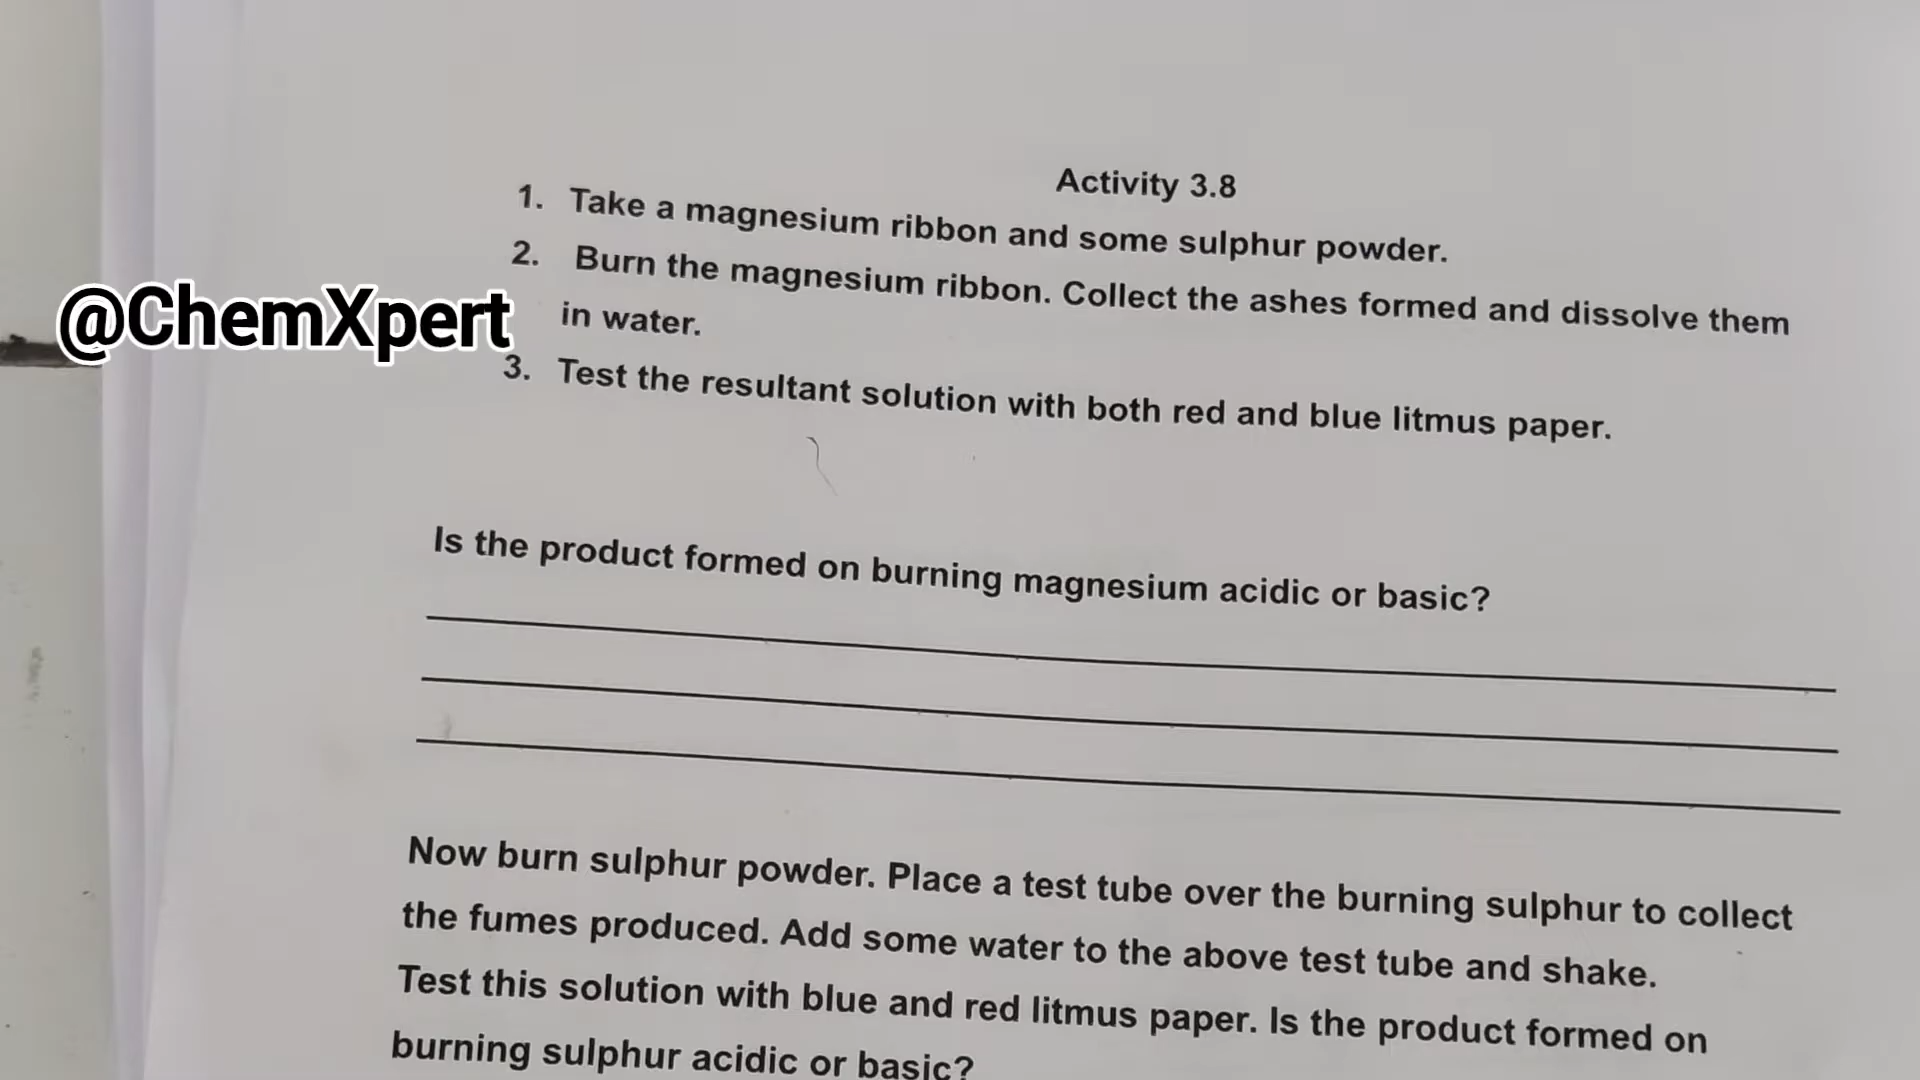 Activity 3.8
1. Take a magnesium ribbon and some sulphur powder.
2. Burn the magnesium ribbon. Collect the ashes formed and dissolve them
in water.
@ChemXpert
3. Test the resultant solution with both red and blue litmus paper.
Is the product formed on burning magnesium acidic or basic?
Now burn sulphur powder. Place a test tube over the burning sulphur to collect
the fumes produced. Add some water to the above test tube and shake.
Test this solution with blue and red litmus paper. Is the product formed on
burning sulphur acidic or basic?